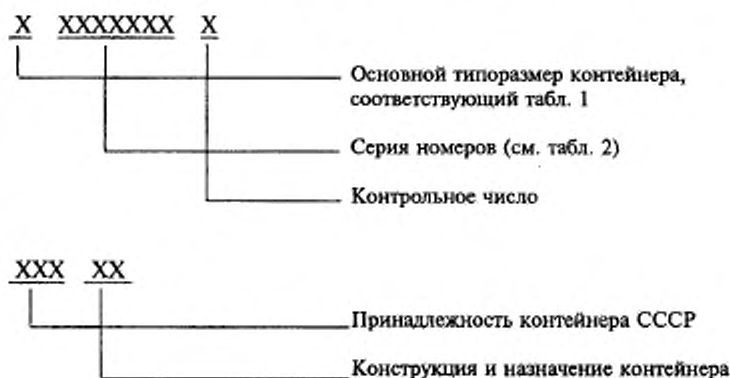 X XXXXXXX X
Основной типоразмер контейнера,
соответствующий табл. 1
Серия номеров (см. табл. 2)
Контрольное число
XXX XX
Принадлежность контейнера СССР
Конструкция и назначение контейнера